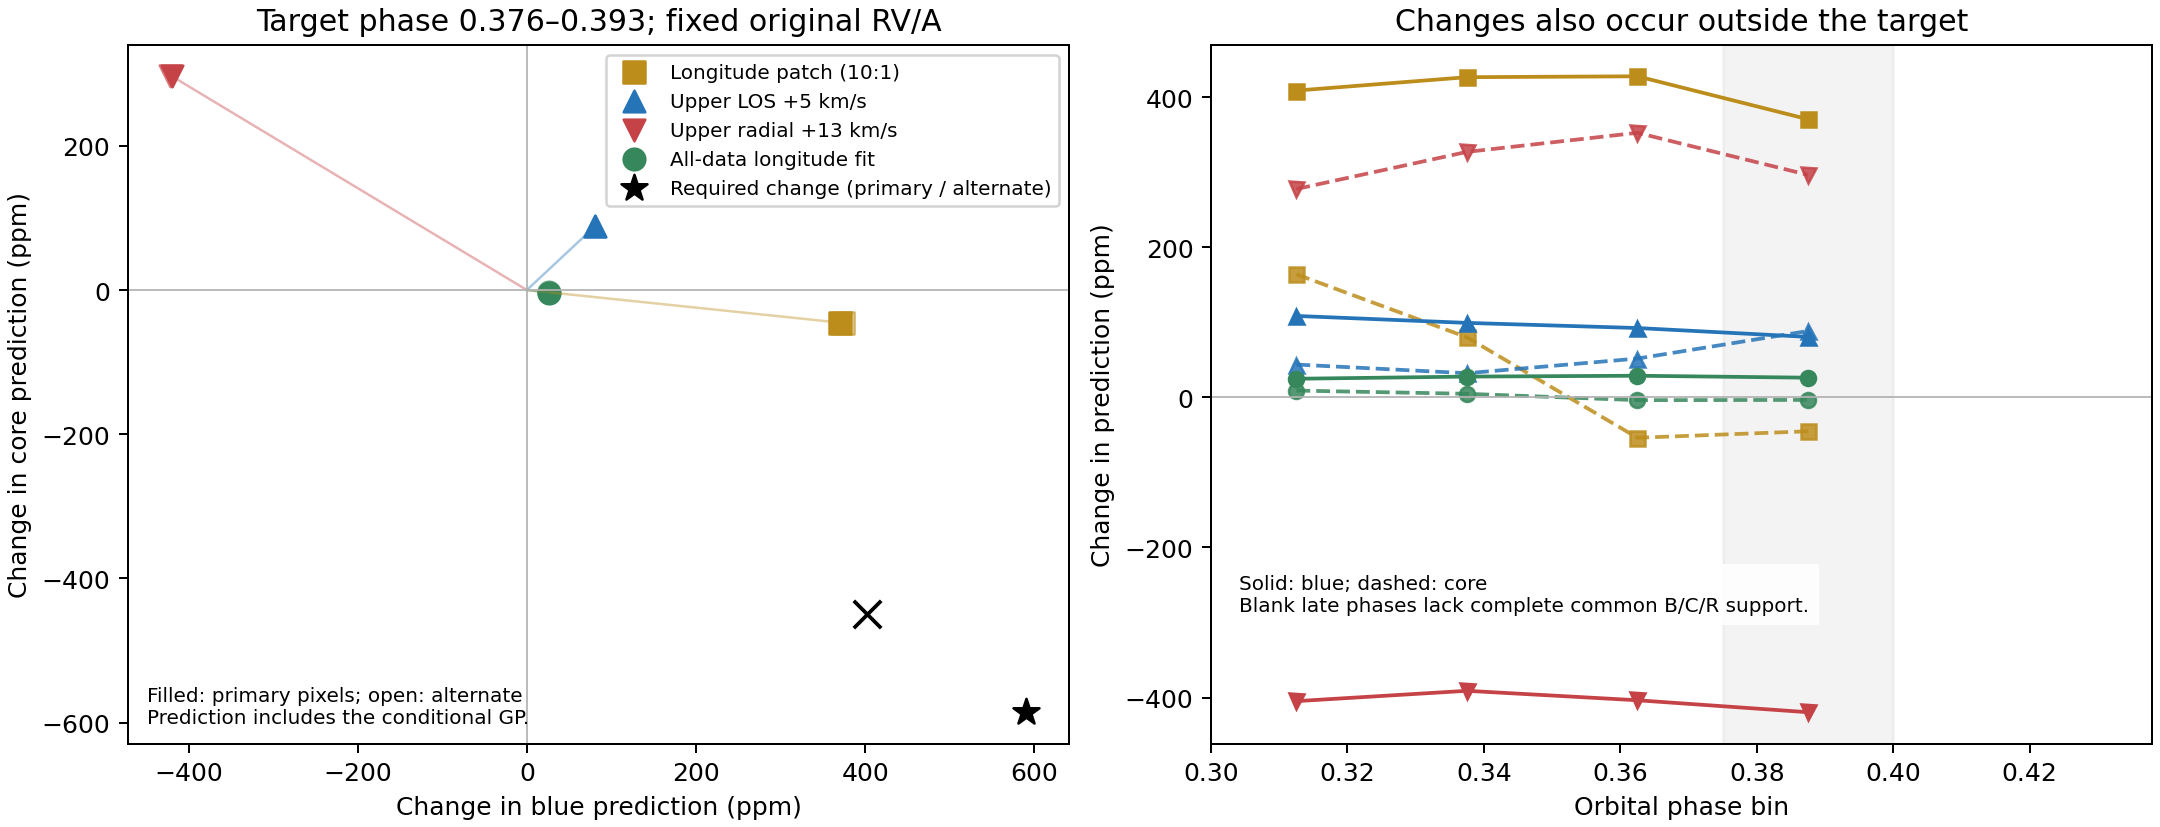 Target phase 0.376–0.393; fixed original RV/A
Longitude patch (10:1)
Upper LOS +5 km/s
Upper radial +13 km/s
All-data longitude fit
Required change (primary / alternate)
Change in core prediction (ppm)
200
0
−200
−400
−600
Filled: primary pixels; open: alternate
Prediction includes the conditional GP.
−400
−200
0
200
400
600
Change in blue prediction (ppm)
Changes also occur outside the target
Change in prediction (ppm)
400
200
0
−200
−400
Solid: blue; dashed: core
Blank late phases lack complete common B/C/R support.
0.30
0.32
0.34
0.36
0.38
0.40
0.42
Orbital phase bin